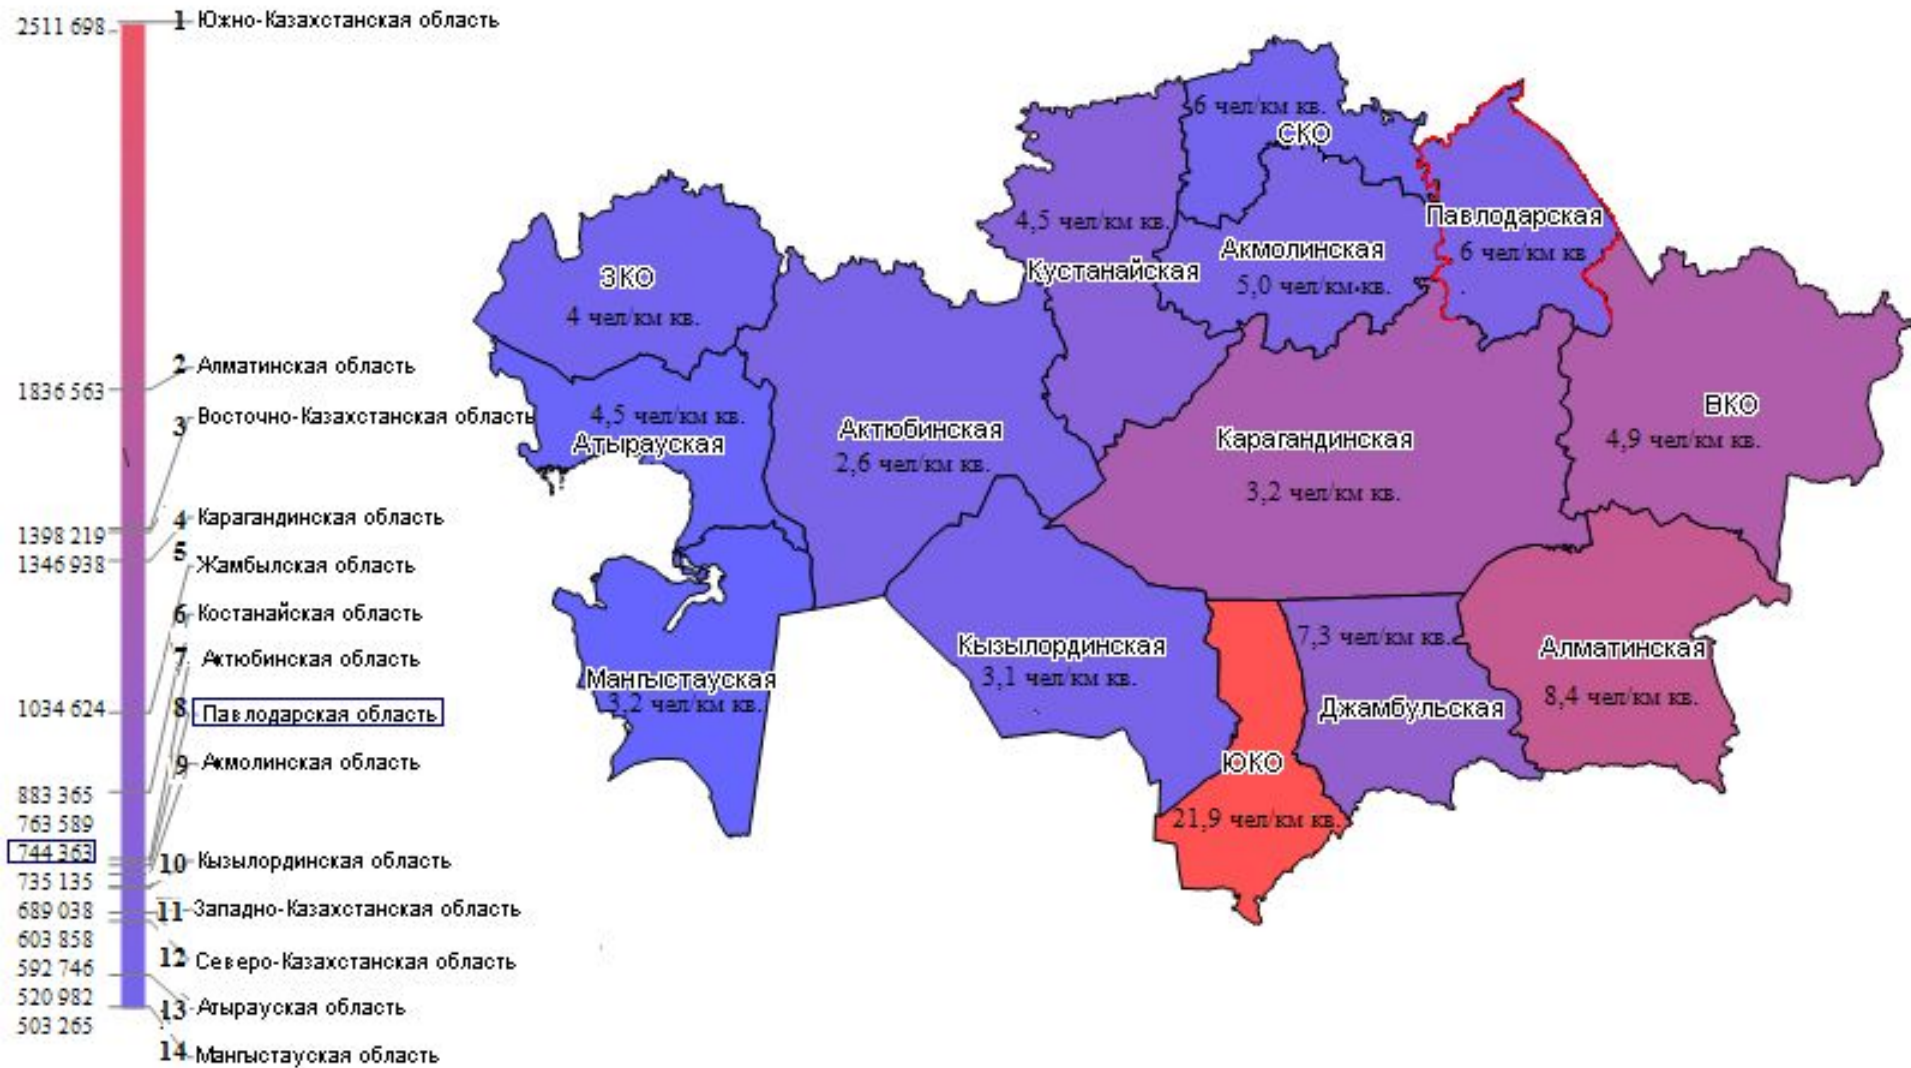 2511 698
1 Южно-Казахстанская область
1836 563
2 Алматинская область
3 Восточно-Казахстанская область
1398 219
1346 938
4 Карагандинская область
5 Жамбылская область
6 Костанайская область
7 Актюбинская область
1034 624
8 Павлодарская область
9 Акмолинская область
883 365
763 589
744 363
735 135
689 038
603 858
592 746
520 982
503 265
10 Кызылординская область
11 Западно-Казахстанская область
12 Северо-Казахстанская область
13 Атырауская область
14 Мангыстауская область
6 чел/км кв.
СКО
4,5 чел/км кв.
Кустанайская
Акмолинская
5,0 чел/км.кв.
Павлодарская
6 чел/км кв
.
ЗКО
4 чел/км кв.
4,5 чел/км кв.
Атырауская
Актюбинская
2,6 чел/км кв.
Карагандинская
3,2 чел/км кв.
ВКО
4,9 чел/км кв.
Мангыстауская
3,2 чел/км кв.
Кызылординская
3,1 чел/км кв.
7,3 чел/км кв.
Джамбульская
Алматинская
8,4 чел/км кв.
ЮКО
21,9 чел/км кв.